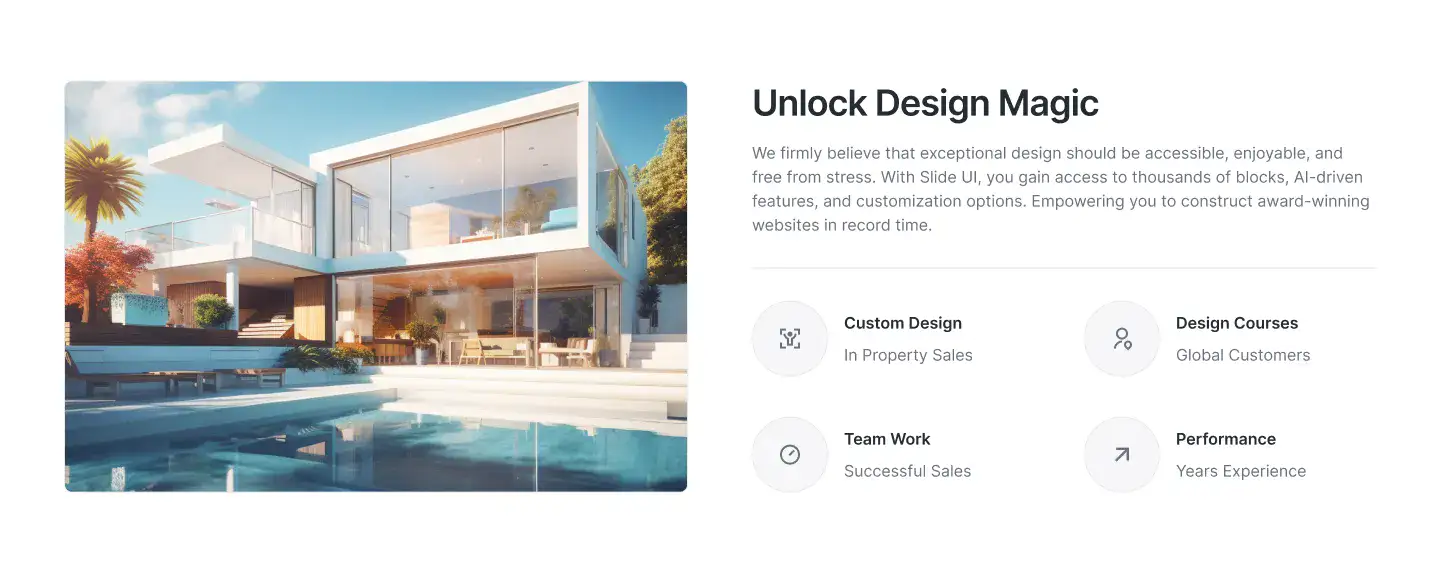 Unlock Design Magic
We firmly believe that exceptional design should be accessible, enjoyable, and
free from stress. With Slide UI, you gain access to thousands of blocks, AI-driven
features, and customization options. Empowering you to construct award-winning
websites in record time.
Custom Design
In Property Sales
Design Courses
Global Customers
Team Work
Successful Sales
Performance
Years Experience